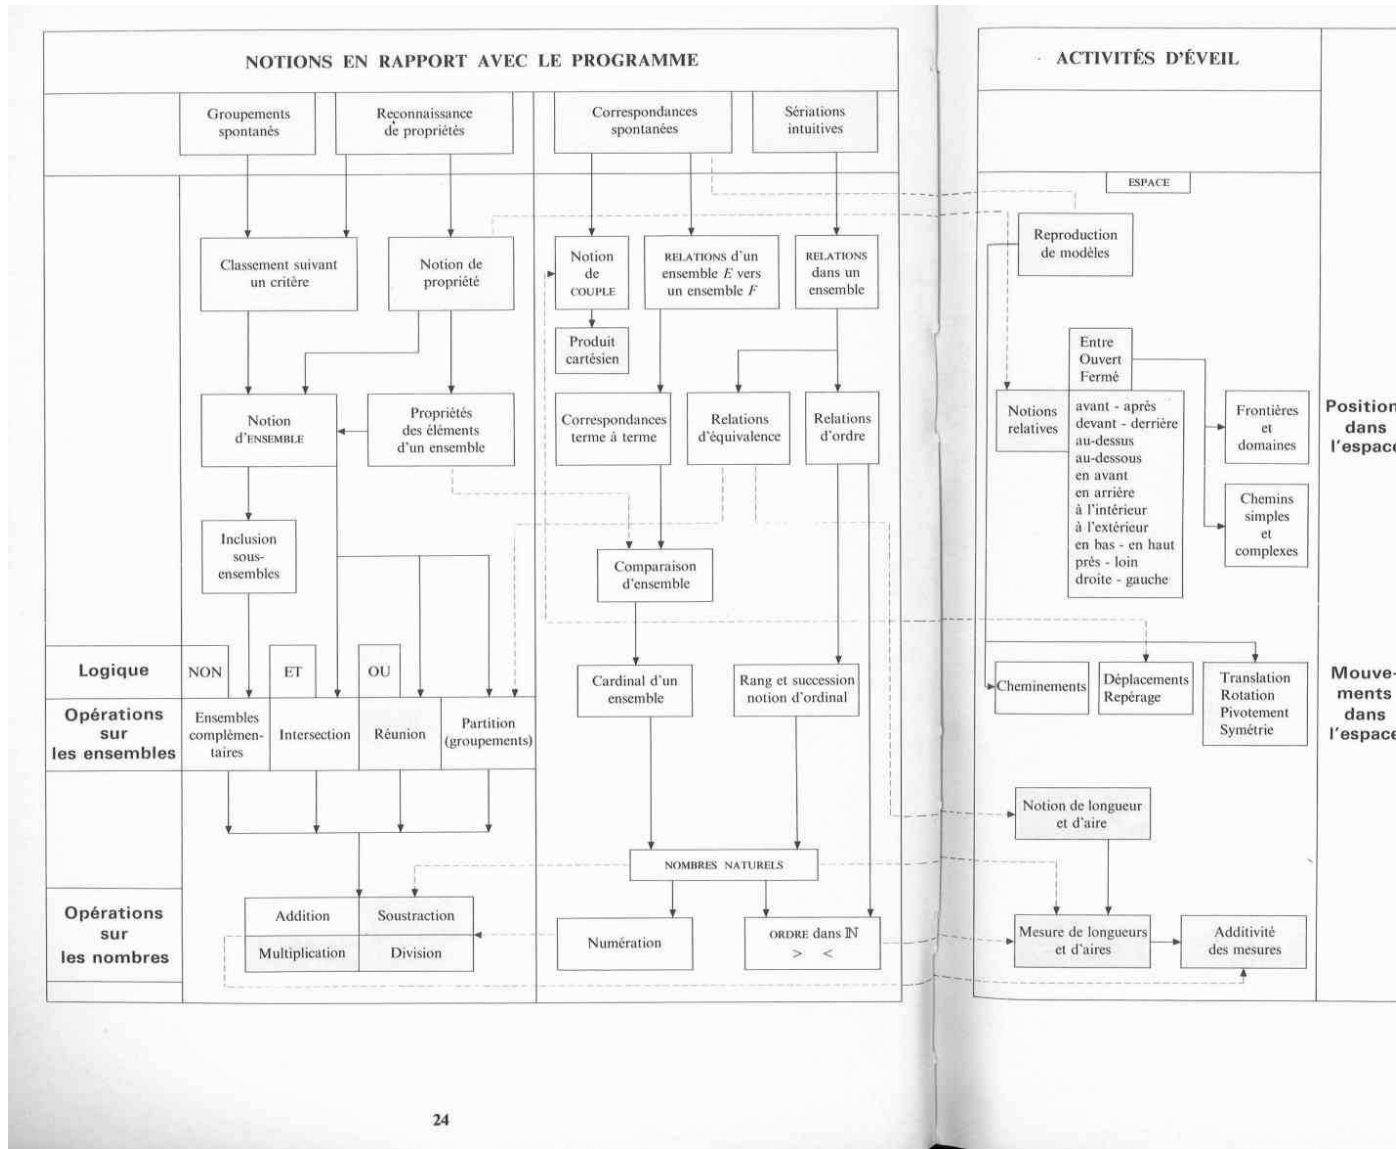 NOTIONS EN RAPPORT AVEC LE PROGRAMME
Groupements
spontanés
Reconnaissance
de propriétés
Correspondances
spontanées
Sériations
intuitives
Classement suivant
un critère
Notion de
propriété
Notion
de
COUPLE
RELATIONS d'un
ensemble E vers
un ensemble F
RELATIONS
dans un
ensemble
Produit
cartésien
Notion
d'ENSEMBLE
Propriétés
des éléments
d'un ensemble
Correspondances
terme à terme
Relations
d'équivalence
Relations
d'ordre
Inclusion
sous-
ensembles
Comparaison
d'ensemble
Logique
NON
ET
OU
Cardinal d'un
ensemble
Rang et succession
notion d'ordinal
Opérations
sur
les ensembles
Ensembles
complémen-
taires
Intersection
Réunion
Partition
(groupements)
NOMBRES NATURELS
Opérations
sur
les nombres
Addition
Soustraction
Multiplication
Division
Numération
ORDRE dans ℕ
> <
24
ACTIVITÉS D'ÉVEIL
ESPACE
Reproduction
de modèles
Entre
Ouvert
Fermé
Notions
relatives
avant - après
devant - derrière
au-dessus
au-dessous
en avant
en arrière
à l'intérieur
à l'extérieur
en bas - en haut
près - loin
droite - gauche
Frontières
et
domaines
Chemins
simples
et
complexes
Position
dans
l'espace
Cheminements
Déplacements
Repérage
Translation
Rotation
Pivotement
Symétrie
Mouve-
ments
dans
l'espace
Notion de longueur
et d'aire
Mesure de longueurs
et d'aires
Additivité
des mesures